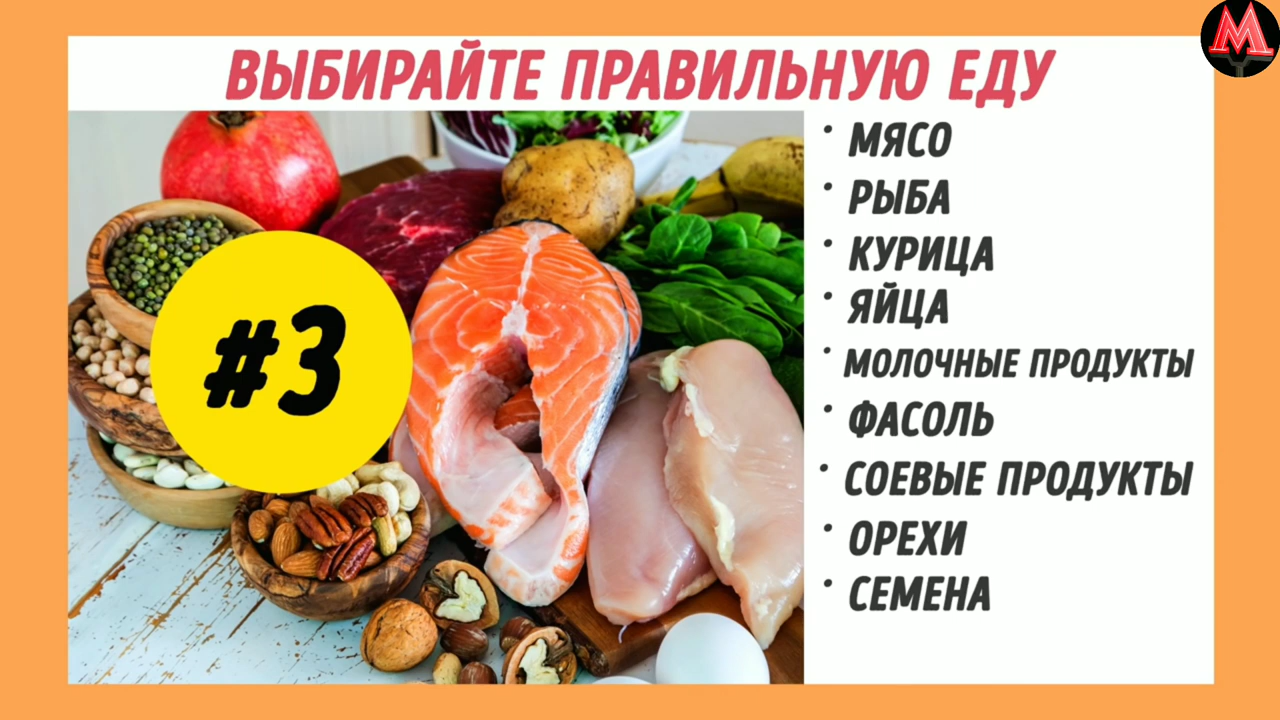 М
ВЫБИРАЙТЕ ПРАВИЛЬНУЮ ЕДУ
#3
· МЯСО
· РЫБА
· КУРИЦА
· ЯЙЦА
· МОЛОЧНЫЕ ПРОДУКТЫ
· ФАСОЛЬ
· СОЕВЫЕ ПРОДУКТЫ
· ОРЕХИ
· СЕМЕНА